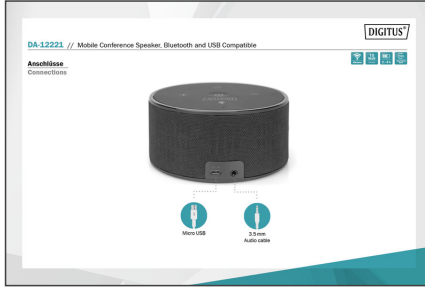 DIGITUS®
DA-12221 // Mobile Conference Speaker, Bluetooth and USB Compatible
Anschlüsse
Connections
Micro USB
3.5 mm
Audio cable